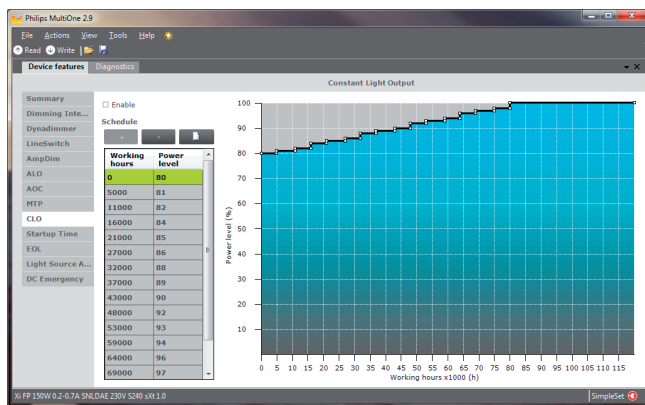 Philips MultiOne 2.9
File Actions View Tools Help
Read Write
Device features Diagnostics
Constant Light Output
Summary
Dimming Inte...
Dynadimmer
LineSwitch
AmpDim
ALO
AOC
MTP
CLO
Startup Time
EOL
Light Source A...
DC Emergency
Enable
Schedule
+ -
Working hours Power level
0 80
5000 81
11000 82
16000 84
21000 85
27000 86
32000 88
37000 89
43000 90
48000 92
53000 93
59000 94
64000 96
69000 97
Power level (%)
100
90
80
70
60
50
40
30
20
10
0 5 10 15 20 25 30 35 40 45 50 55 60 65 70 75 80 85 90 95 100 105 110 115
Working hours x1000 (h)
Xi FP 150W 0.2-0.7A SNLDAE 230V S240 sXt 1.0
SimpleSet